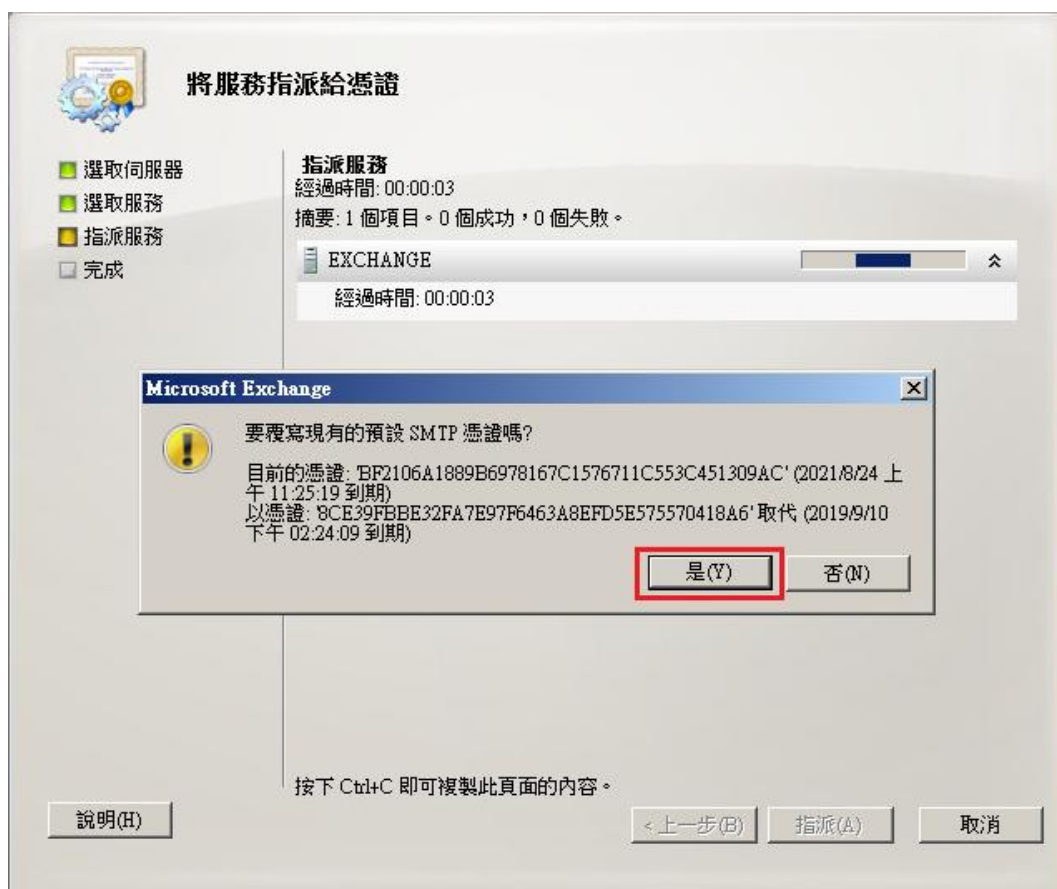 將服務指派給憑證
選取伺服器
選取服務
指派服務
完成
指派服務
經過時間: 00:00:03
摘要: 1 個項目。0 個成功，0 個失敗。
EXCHANGE
經過時間: 00:00:03
Microsoft Exchange
要覆寫現有的預設 SMTP 憑證嗎?
目前的憑證: 'BF2106A1889B6978167C1576711C553C451309AC' (2021/8/24 上
午 11:25:19 到期)
以憑證: '8CE39FBBE32FA7E97F6463A8EFD5E575570418A6' 取代 (2019/9/10
下午 02:24:09 到期)
是(Y)
否(N)
按下 Ctrl+C 即可複製此頁面的內容。
說明(H)
< 上一步(B)
指派(A)
取消